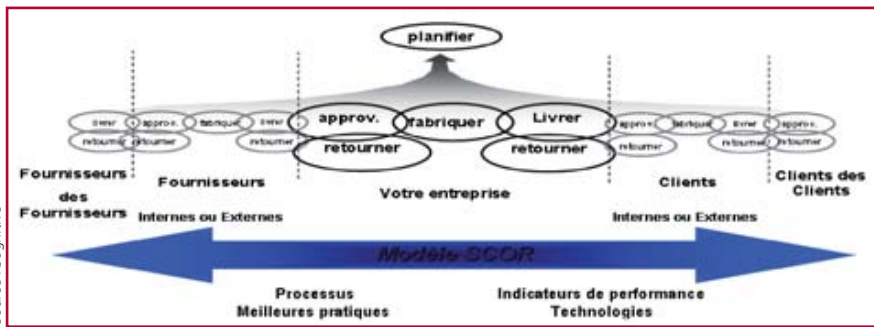 planifier
livrer approv. fabriquer livrer approv. fabriquer Livrer approv. fabriquer livrer approv.
retourner retourner retourner retourner retourner retourner retourner retourner
Fournisseurs
des
Fournisseurs
Fournisseurs
Internes ou Externes
Votre entreprise
Clients
Internes ou Externes
Clients des
Clients
Modèle SCOR
Processus
Meilleures pratiques
Indicateurs de performance
Technologies